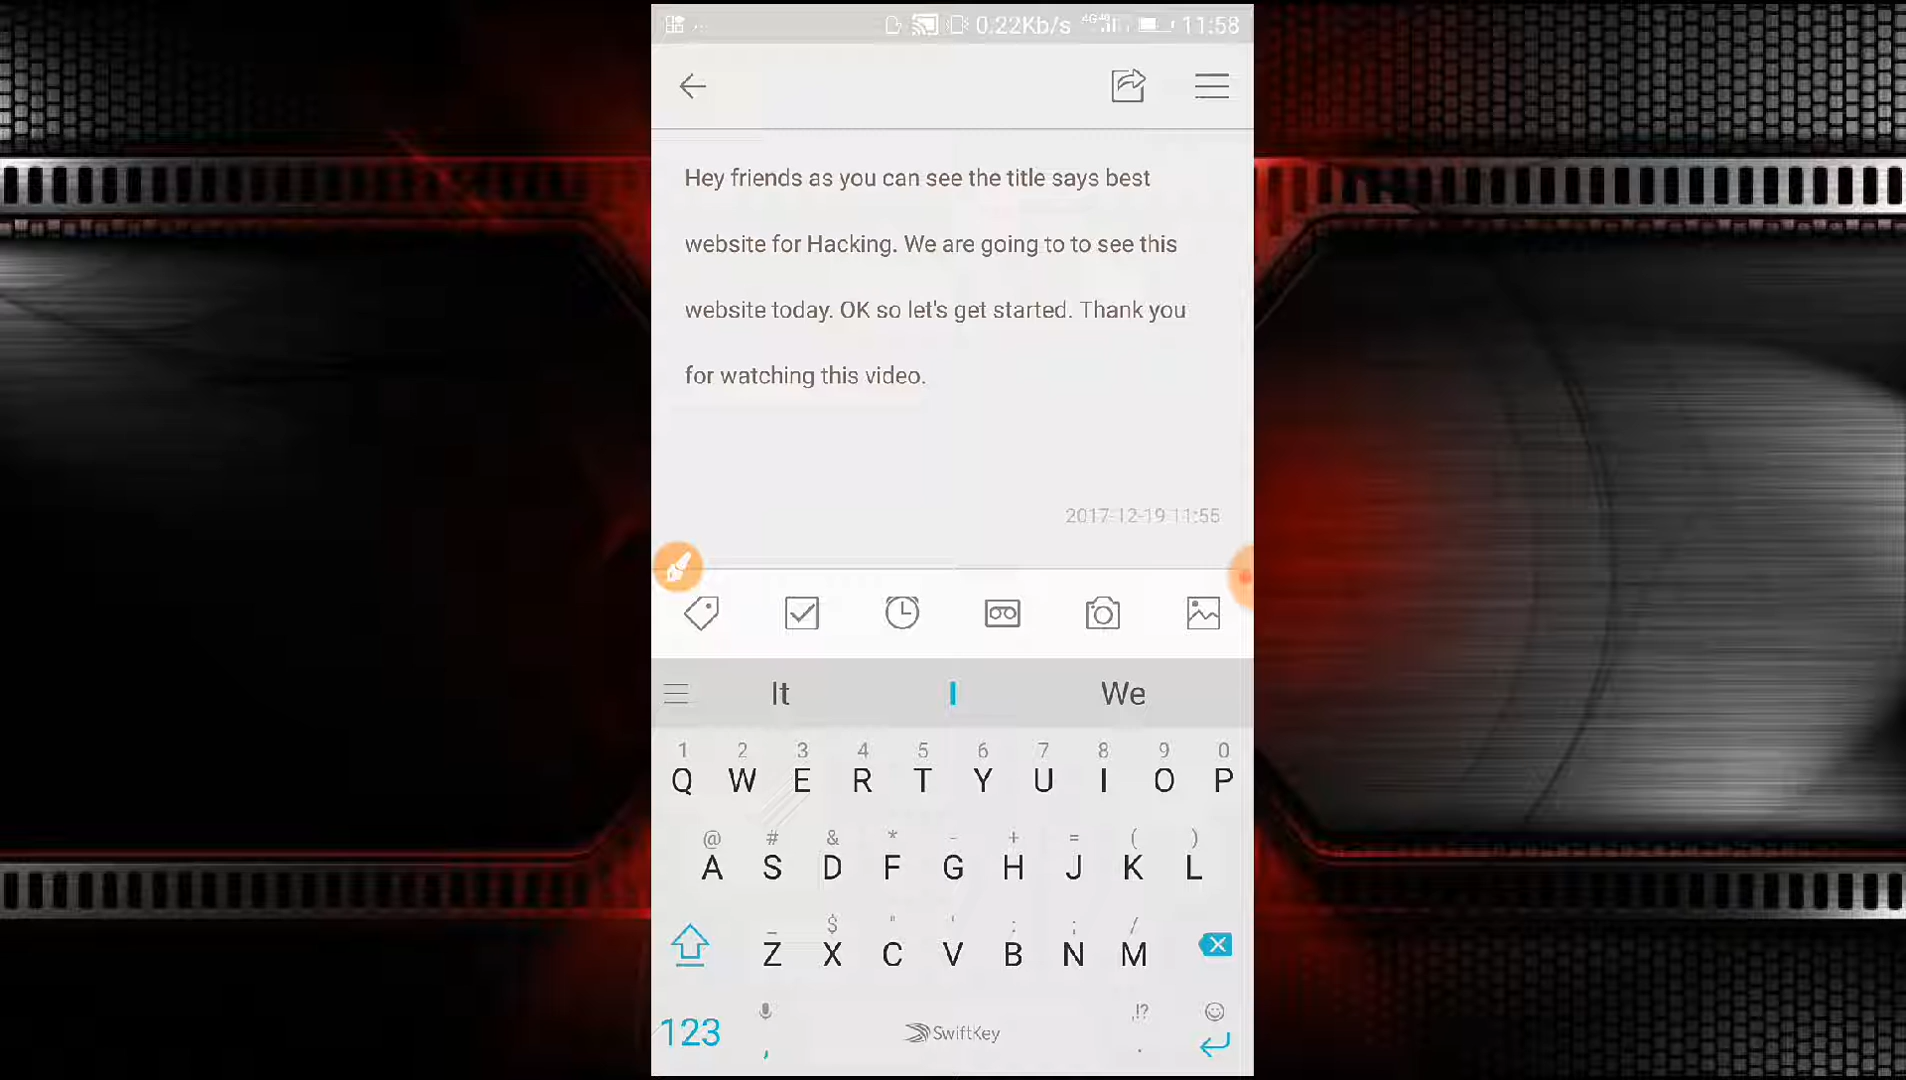 0.22Kb/s 4G 11:58
Hey friends as you can see the title says best
website for Hacking. We are going to to see this
website today. OK so let's get started. Thank you
for watching this video.
2017-12-19 11:55
It I We
1 2 3 4 5 6 7 8 9 0
Q W E R T Y U I O P
@ # & * - + = ( )
A S D F G H J K L
_ $ " ' : ; /
Z X C V B N M
,!?
123 , SwiftKey .